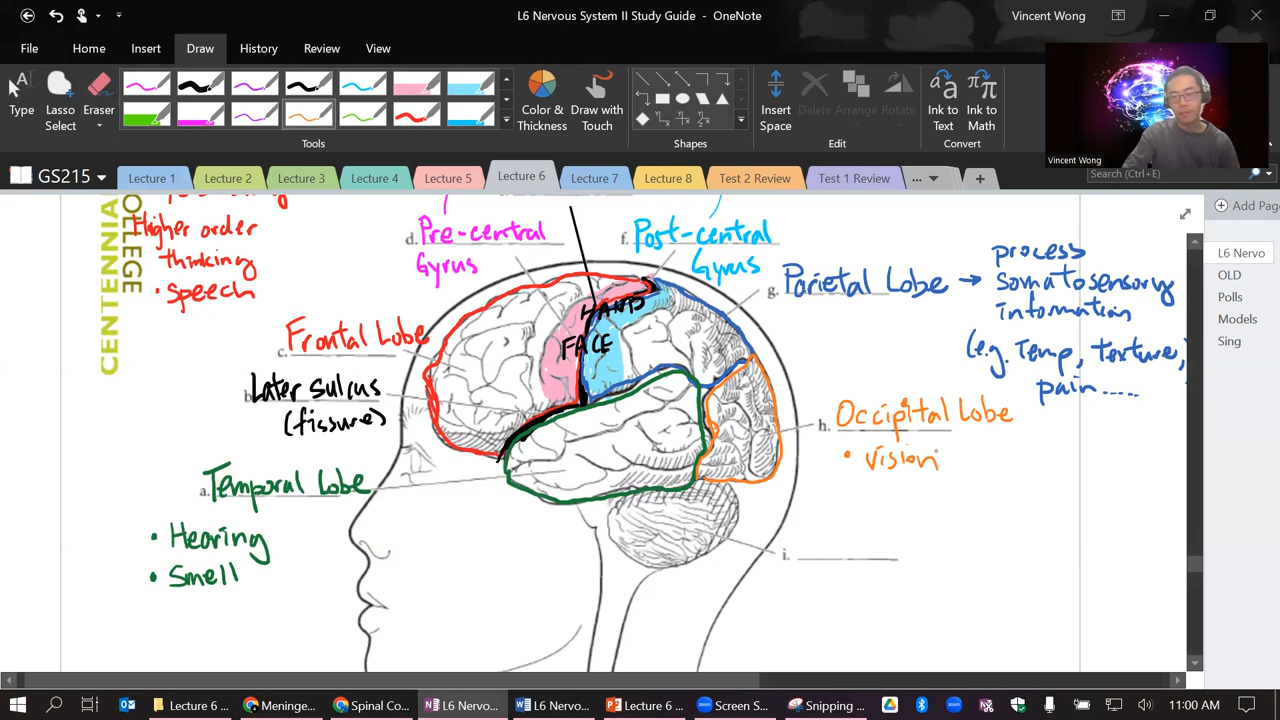 L6 Nervous System II Study Guide - OneNote
Vincent Wong
File Home Insert Draw History Review View
Type
Lasso Select
Eraser
Color & Thickness
Draw with Touch
Insert Space
Delete Arrange Rotate
Ink to Text
Ink to Math
Tools
Shapes
Edit
Convert
Vincent Wong
GS215
Lecture 1 Lecture 2 Lecture 3 Lecture 4 Lecture 5 Lecture 6 Lecture 7 Lecture 8 Test 2 Review Test 1 Review ...
Search (Ctrl+E)
Add Pag
L6 Nervo
OLD
Polls
Models
Sing
CENTENNIAL
COLLEGE
Higher order
thinking
• Speech
d. Pre-central
Gyrus
f. Post-central
Gyrus
g. Parietal Lobe → process
somatosensory
information
(e.g. Temp, texture,
pain .....
HAND
FACE
c. Frontal Lobe
b. Later sulcus
(fissure)
h. Occipital Lobe
• Vision
a. Temporal Lobe
• Hearing
• Smell
i.
Lecture 6 ... Meninge... Spinal Co... L6 Nervo... L6 Nervo... Lecture 6 ... Screen S... Snipping ... 11:00 AM